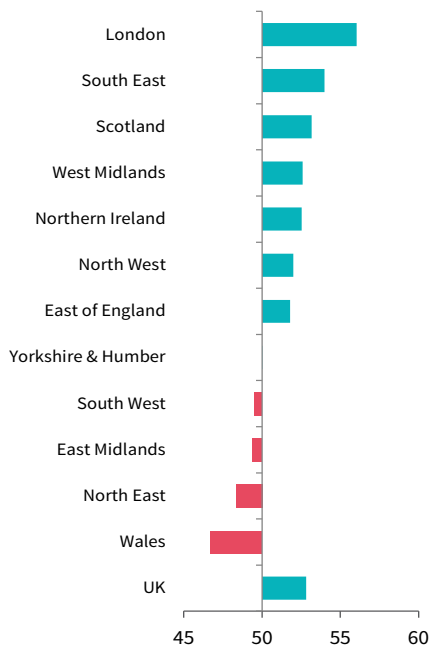 London
South East
Scotland
West Midlands
Northern Ireland
North West
East of England
Yorkshire & Humber
South West
East Midlands
North East
Wales
UK
45 50 55 60